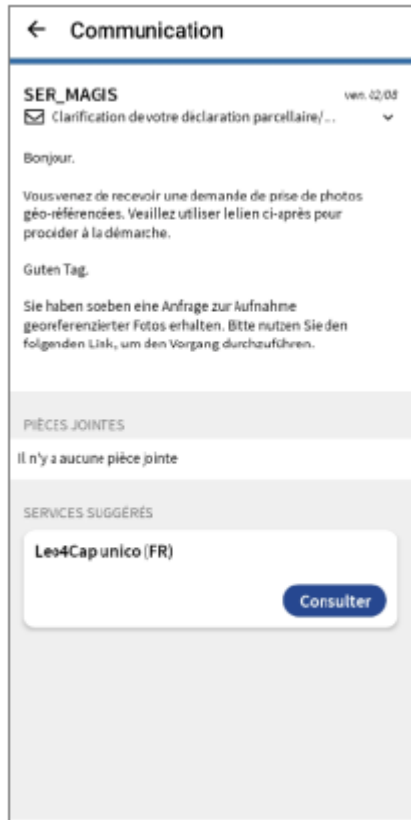 Communication
SER_MAGIS
ven. 02/08
Clarification de votre déclaration parcellaire/...
Bonjour.
Vous venez de recevoir une demande de prise de photos
géo-référencées. Veuillez utiliser le lien ci-après pour
procéder à la démarche.
Guten Tag,
Sie haben soeben eine Anfrage zur Aufnahme
georeferenzierter Fotos erhalten. Bitte nutzen Sie den
folgenden Link, um den Vorgang durchzuführen.
PIÈCES JOINTES
Il n'y a aucune pièce jointe
SERVICES SUGGÉRÉS
Leo4Cap unico (FR)
Consulter